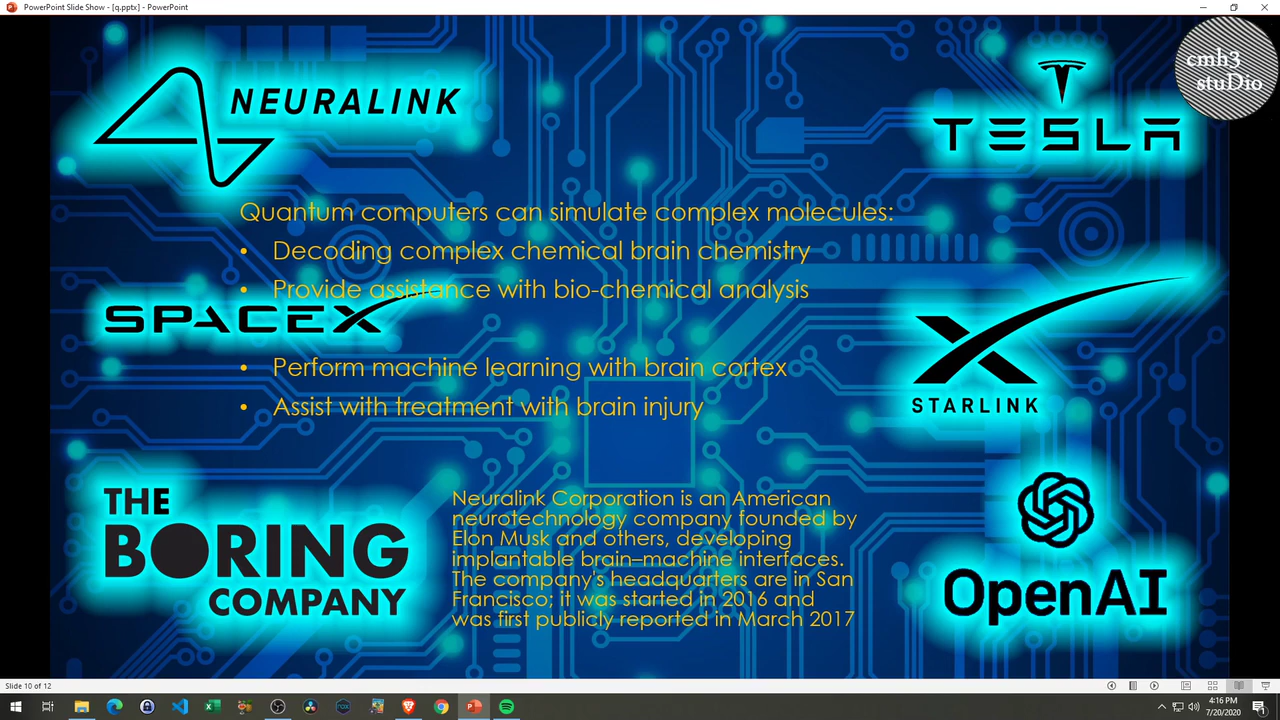 PowerPoint Slide Show - [q.pptx] - PowerPoint
cmh3
stuDio
NEURALINK
TESLA
Quantum computers can simulate complex molecules:
• Decoding complex chemical brain chemistry
• Provide assistance with bio-chemical analysis
SPACEX
• Perform machine learning with brain cortex
• Assist with treatment with brain injury
STARLINK
THE
BORING
COMPANY
Neuralink Corporation is an American
neurotechnology company founded by
Elon Musk and others, developing
implantable brain–machine interfaces.
The company's headquarters are in San
Francisco; it was started in 2016 and
was first publicly reported in March 2017
OpenAI
Slide 10 of 12
4:16 PM
7/20/2020